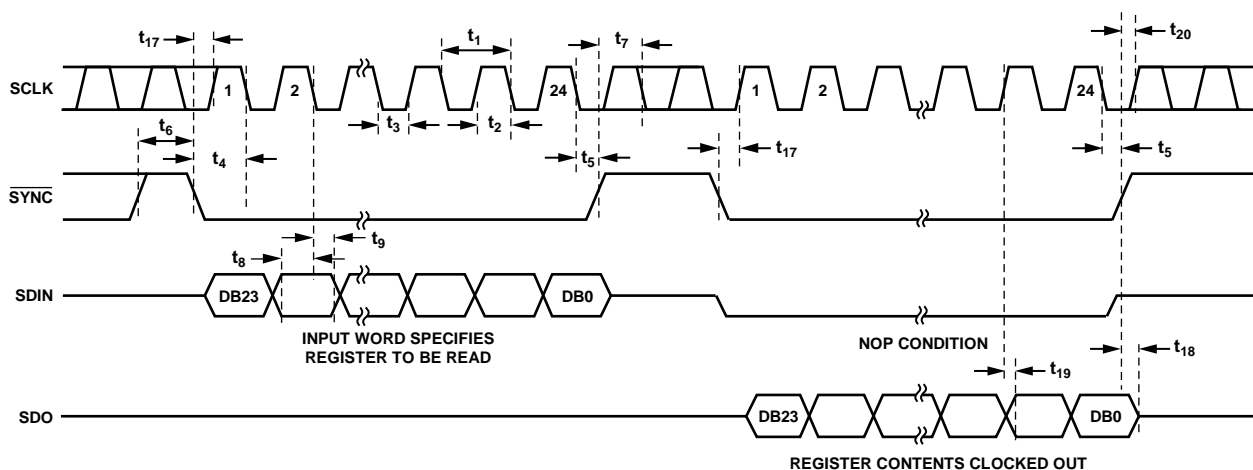 t17 t1 t7 t20
SCLK 1 2 24 1 2 24
t6 t4 t3 t2 t5 t17 t5
SYNC
t8 t9
SDIN DB23 DB0
INPUT WORD SPECIFIES
REGISTER TO BE READ
NOP CONDITION
t19 t18
SDO DB23 DB0
REGISTER CONTENTS CLOCKED OUT